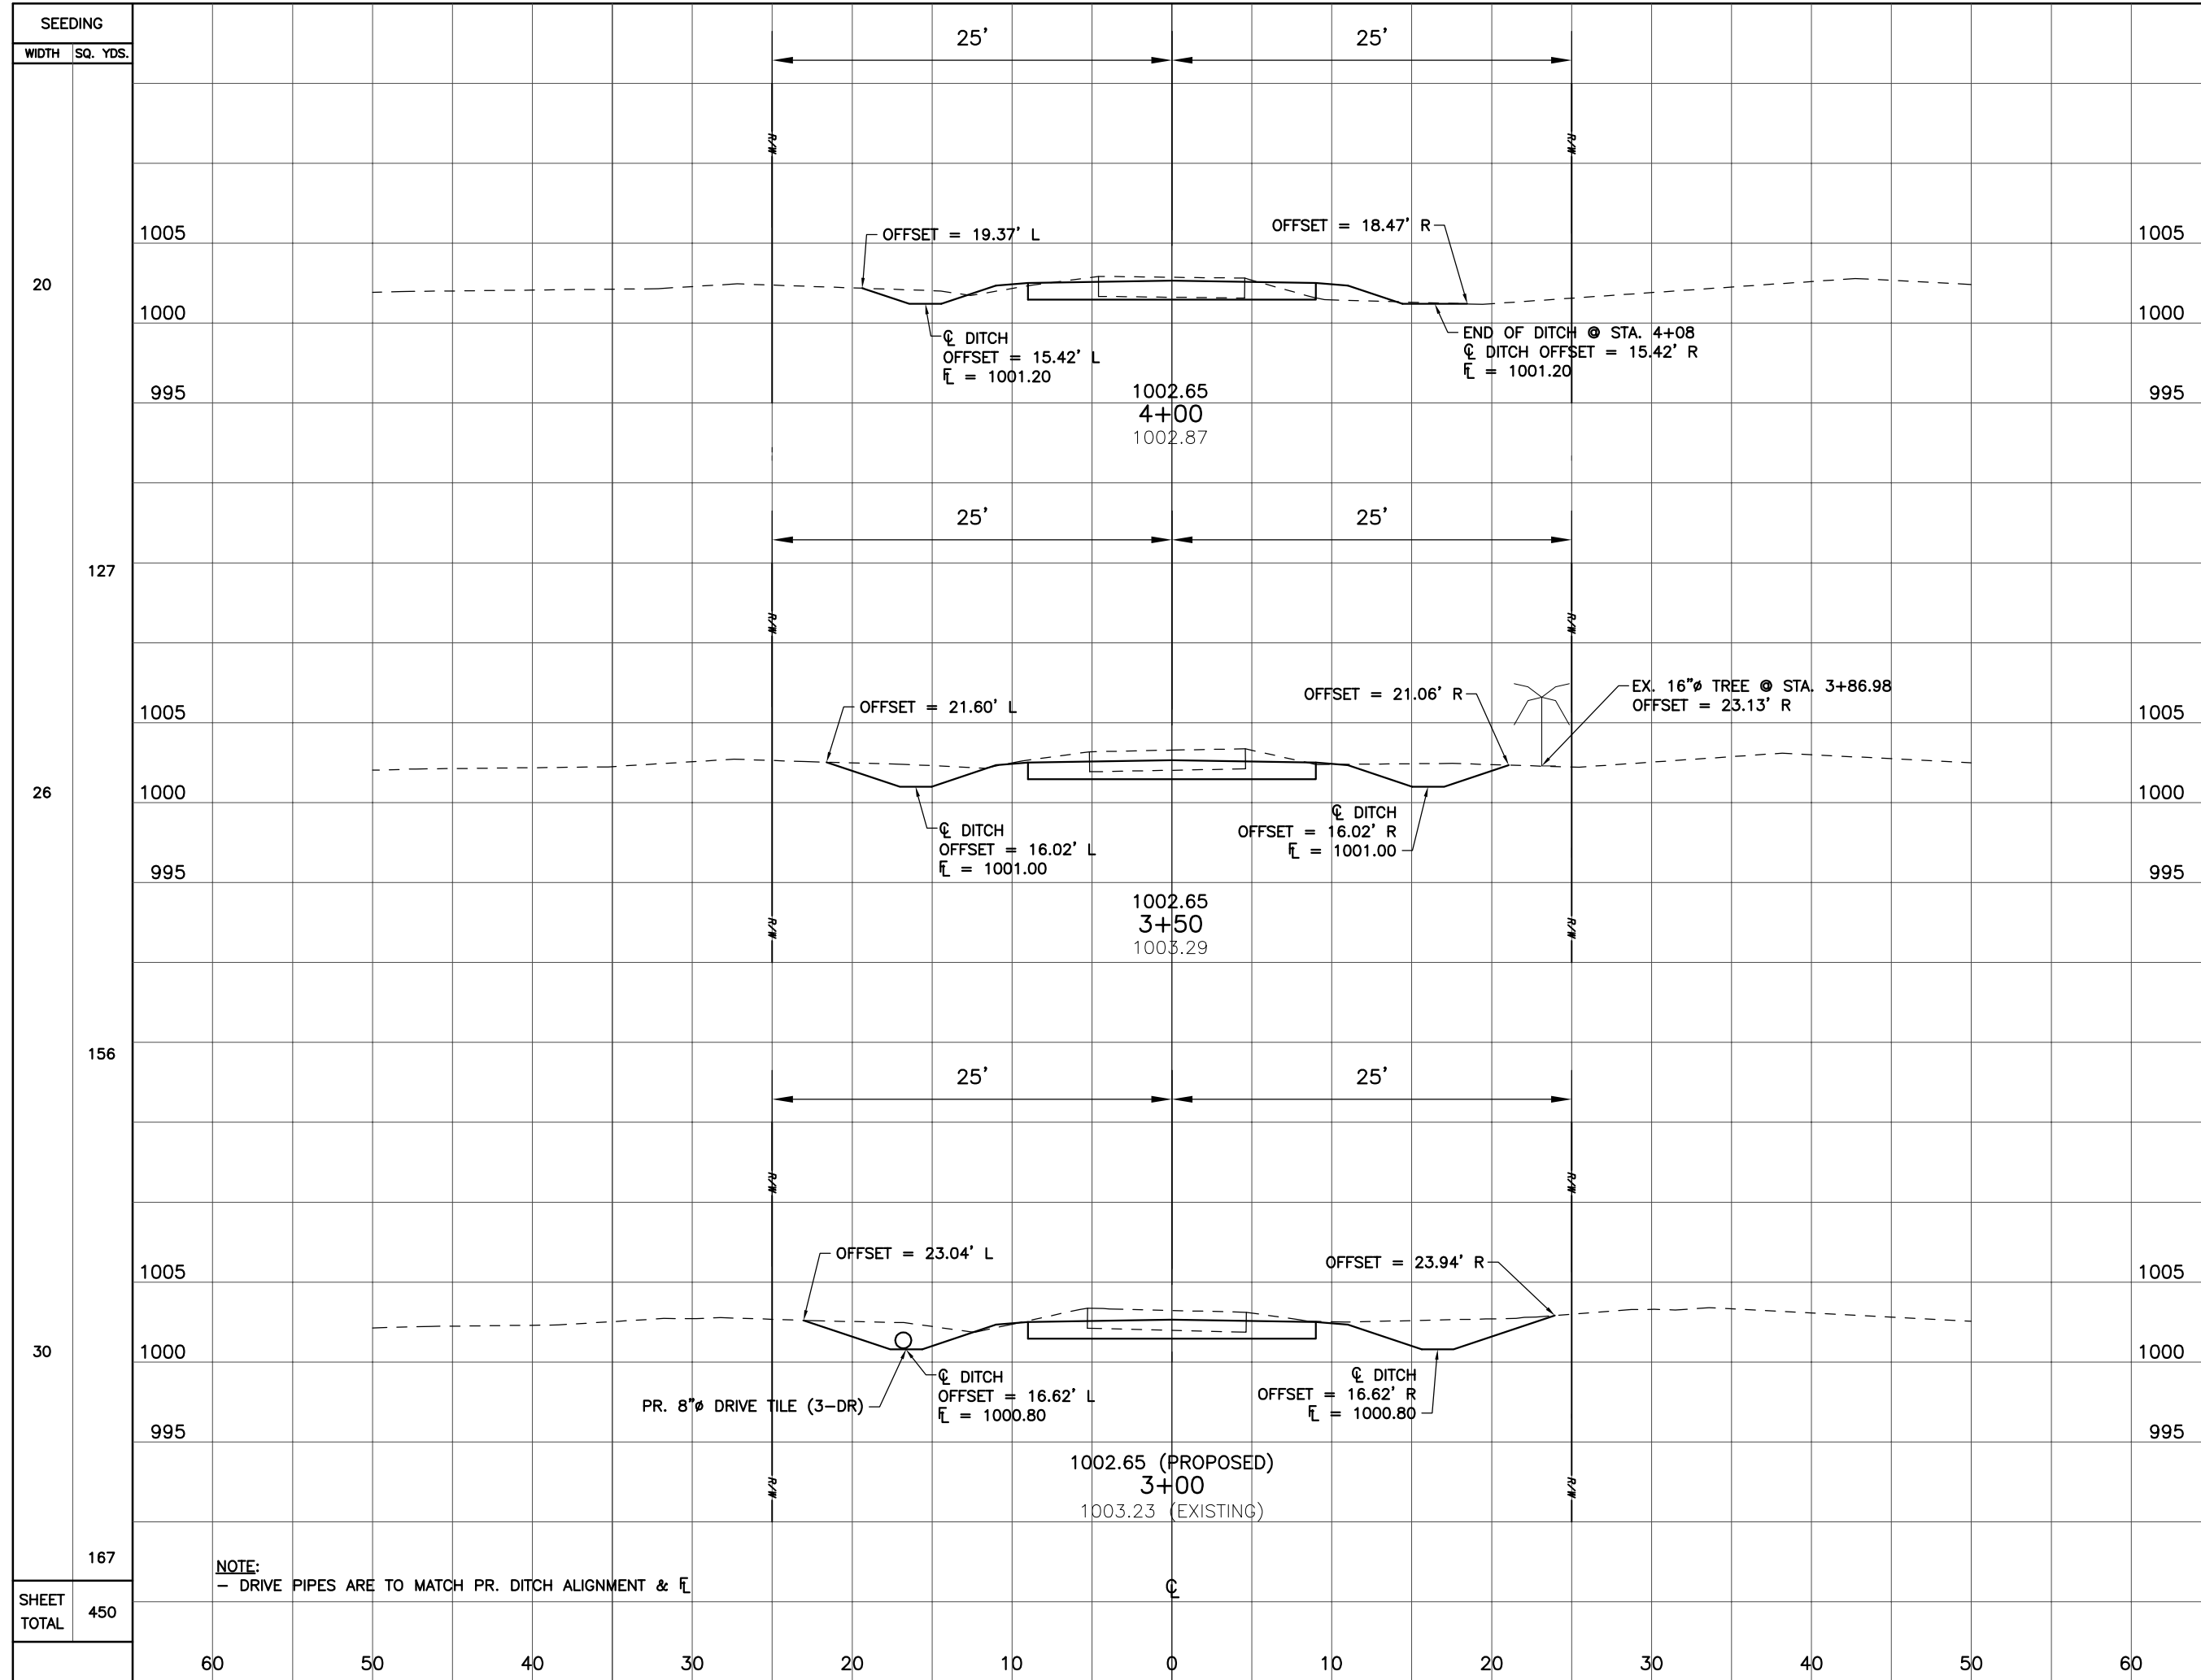 SEEDING
WIDTH SQ. YDS.
25' 25'
R/W R/W
OFFSET = 18.47' R
1005 OFFSET = 19.37' L 1005
20
1000 1000
℄ DITCH
OFFSET = 15.42' L
FL = 1001.20
END OF DITCH @ STA. 4+08
℄ DITCH OFFSET = 15.42' R
FL = 1001.20
995 995
1002.65
4+00
1002.87
25' 25'
127
R/W R/W
OFFSET = 21.06' R
EX. 16"ø TREE @ STA. 3+86.98
OFFSET = 23.13' R
1005 OFFSET = 21.60' L 1005
26
1000 1000
℄ DITCH
OFFSET = 16.02' L
FL = 1001.00
℄ DITCH
OFFSET = 16.02' R
FL = 1001.00
995 995
1002.65
3+50
1003.29
R/W R/W
156
25' 25'
R/W R/W
OFFSET = 23.04' L
OFFSET = 23.94' R
1005 1005
30
1000 1000
℄ DITCH
OFFSET = 16.62' L
FL = 1000.80
PR. 8"ø DRIVE TILE (3-DR)
℄ DITCH
OFFSET = 16.62' R
FL = 1000.80
995 995
1002.65 (PROPOSED)
3+00
1003.23 (EXISTING)
R/W R/W
167
NOTE:
- DRIVE PIPES ARE TO MATCH PR. DITCH ALIGNMENT & FL
℄
SHEET TOTAL 450
60 50 40 30 20 10 0 10 20 30 40 50 60